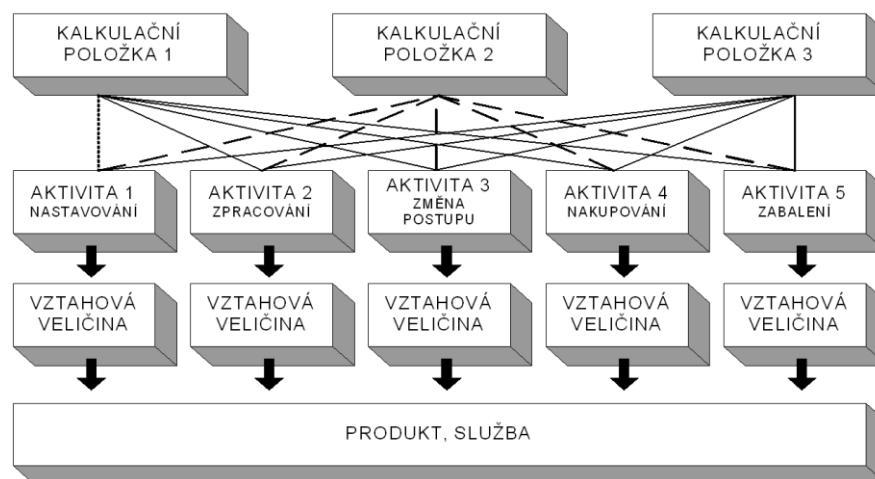 KALKULAČNÍ
POLOŽKA 1
KALKULAČNÍ
POLOŽKA 2
KALKULAČNÍ
POLOŽKA 3
AKTIVITA 1
NASTAVOVÁNÍ
AKTIVITA 2
ZPRACOVÁNÍ
AKTIVITA 3
ZMĚNA
POSTUPU
AKTIVITA 4
NAKUPOVÁNÍ
AKTIVITA 5
ZABALENÍ
VZTAHOVÁ
VELIČINA
VZTAHOVÁ
VELIČINA
VZTAHOVÁ
VELIČINA
VZTAHOVÁ
VELIČINA
VZTAHOVÁ
VELIČINA
PRODUKT, SLUŽBA